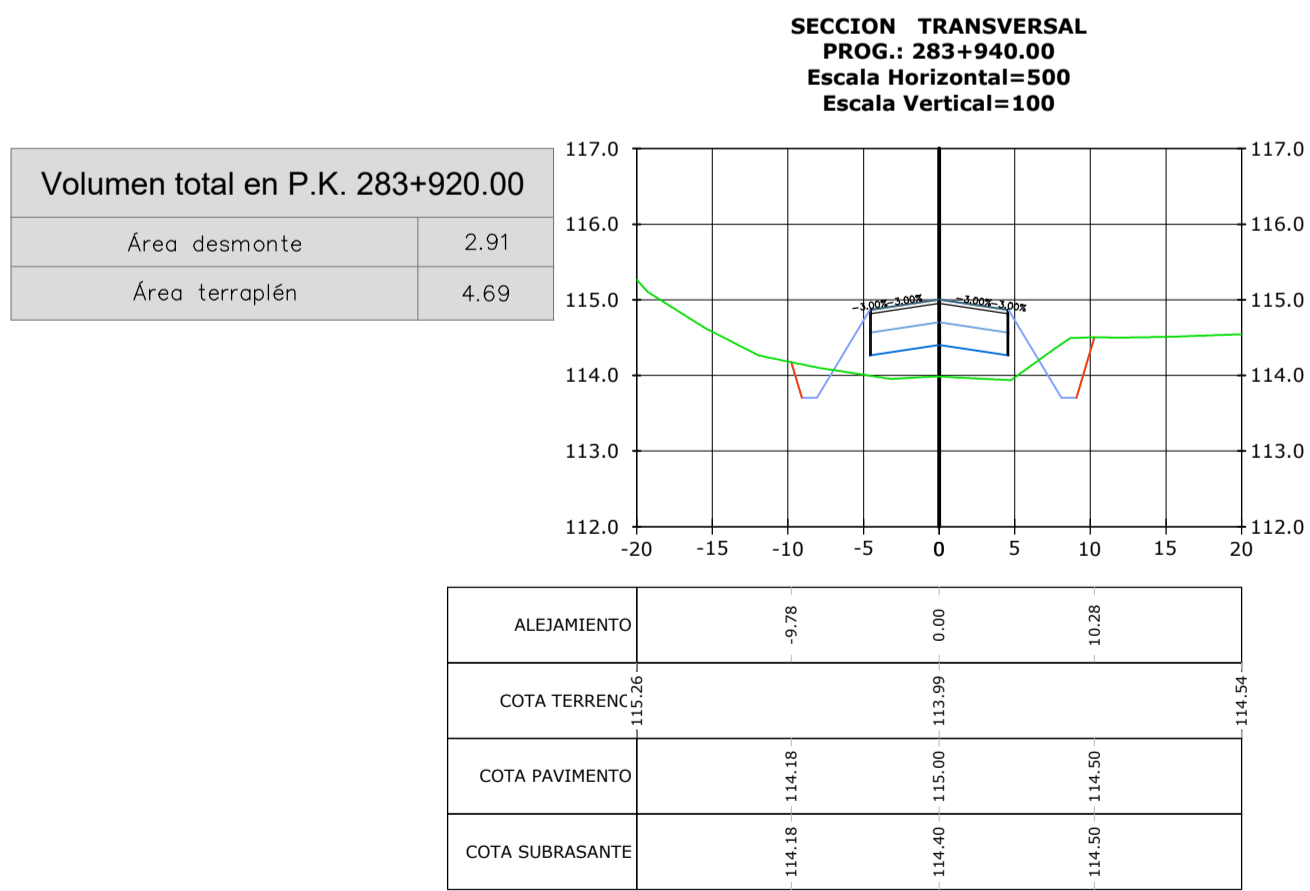 SECCION TRANSVERSAL
PROG.: 283+940.00
Escala Horizontal=500
Escala Vertical=100
Volumen total en P.K. 283+920.00
Área desmonte 2.91
Área terraplén 4.69
117.0 117.0
116.0 116.0
115.0 115.0
114.0 114.0
113.0 113.0
112.0 112.0
-3.00% -3.00% -3.00% -3.00%
-20 -15 -10 -5 0 5 10 15 20
ALEJAMIENTO -9.78 0.00 10.28
COTA TERRENO 115.26 113.99 114.54
COTA PAVIMENTO 114.18 115.00 114.50
COTA SUBRASANTE 114.18 114.40 114.50